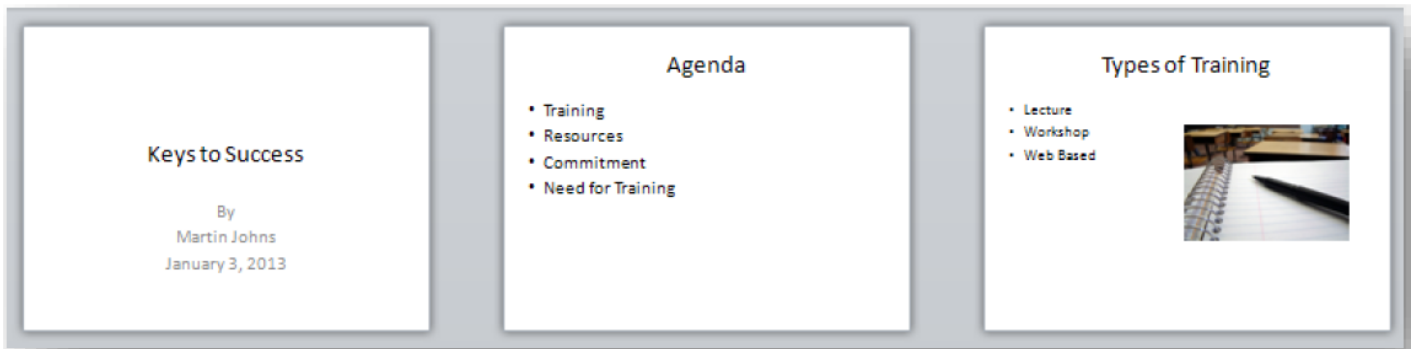 Keys to Success
By
Martin Johns
January 3, 2013
Agenda
• Training
• Resources
• Commitment
• Need for Training
Types of Training
• Lecture
• Workshop
• Web Based